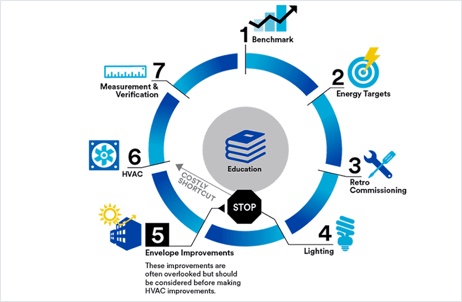 1
Benchmark
2
Energy Targets
3
Retro
Commissioning
4
Lighting
STOP
COSTLY
SHORTCUT
5
Envelope Improvements
These improvements are
often overlooked but should
be considered before making
HVAC improvements.
6
HVAC
7
Measurement &
Verification
Education